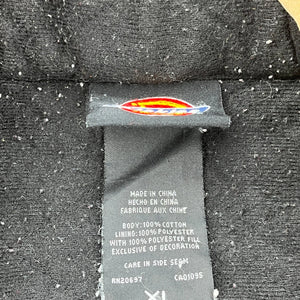 MADE IN CHINA
HECHO EN CHINA
FABRIQUE AUX CHINE
BODY: 100% COTTON
LINING: 100% POLYESTER
WITH 100% POLYESTER FILL
EXCLUSIVE OF DECORATION
CARE IN SIDE SEAM
RN20697 CA01095
XL